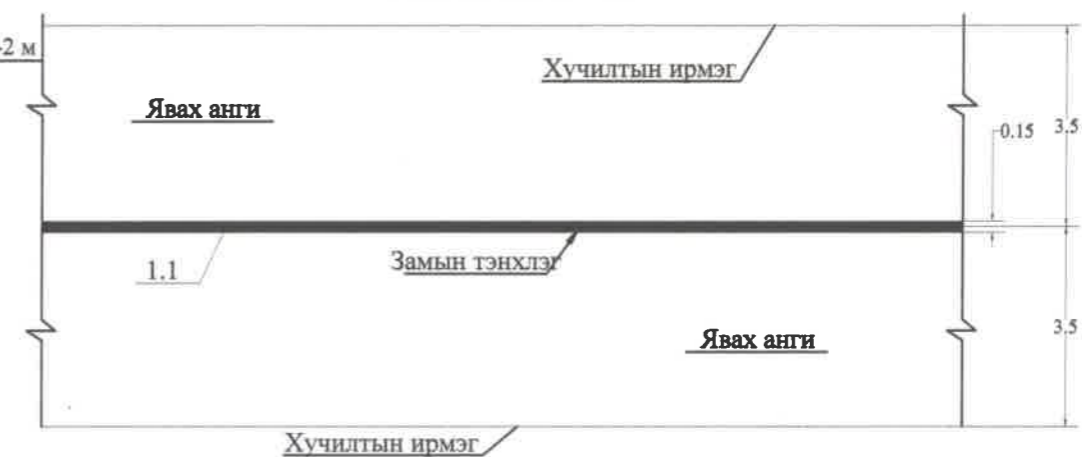 -2 м
Хучилтын ирмэг
Явах анги
0.15
3.5
1.1
Замын тэнхлэг
3.5
Явах анги
Хучилтын ирмэг